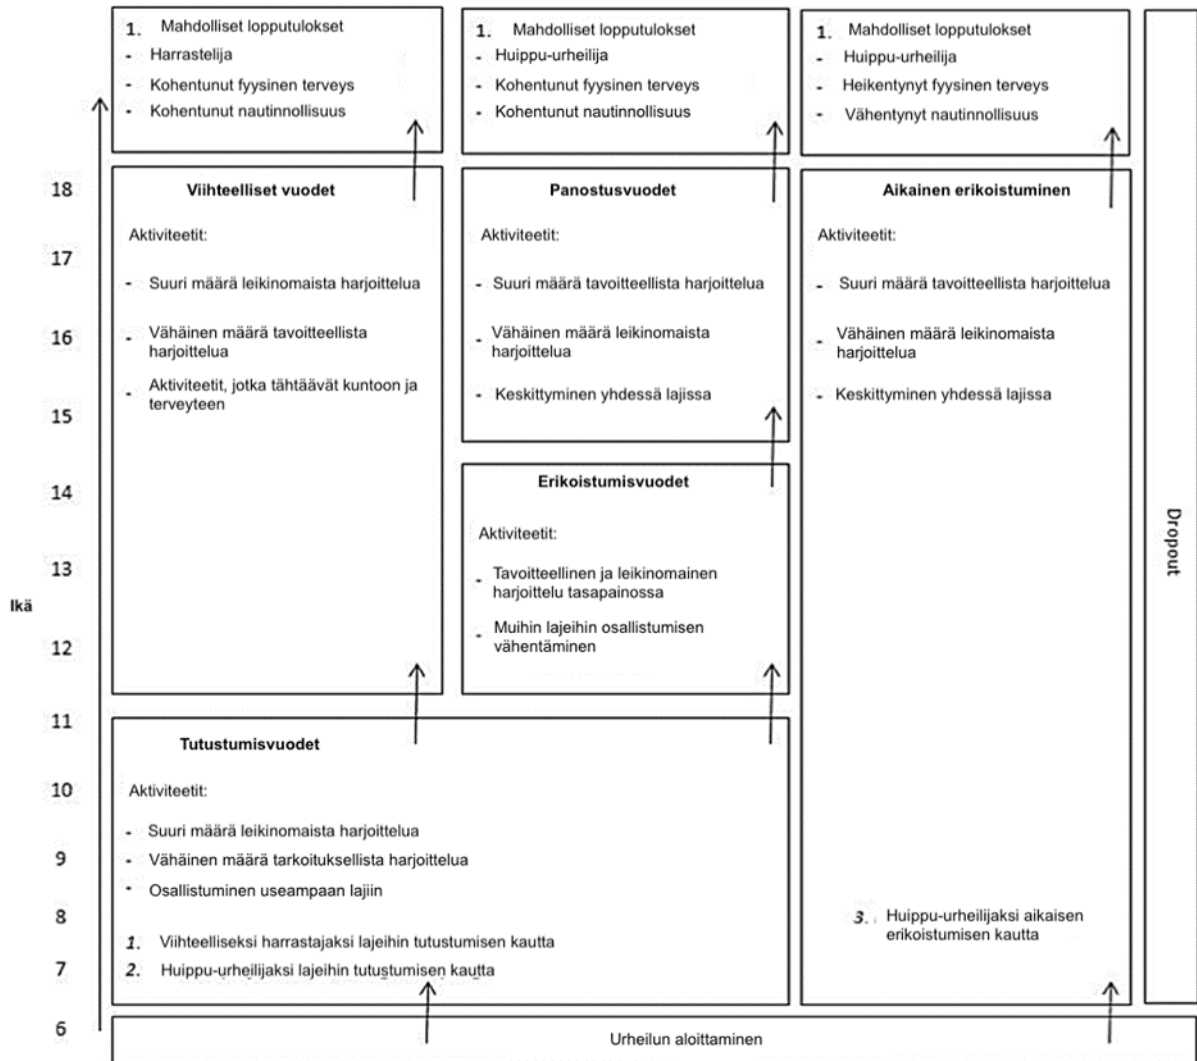 1. Mahdolliset lopputulokset
- Harrastelija
- Kohentunut fyysinen terveys
- Kohentunut nautinnollisuus
1. Mahdolliset lopputulokset
- Huippu-urheilija
- Kohentunut fyysinen terveys
- Kohentunut nautinnollisuus
1. Mahdolliset lopputulokset
- Huippu-urheilija
- Heikentynyt fyysinen terveys
- Vähentynyt nautinnollisuus
Viihteelliset vuodet
Aktiviteetit:
- Suuri määrä leikinomaista harjoittelua
- Vähäinen määrä tavoitteellista
harjoittelua
- Aktiviteetit, jotka tähtäävät kuntoon ja
terveyteen
Panostusvuodet
Aktiviteetit:
- Suuri määrä tavoitteellista harjoittelua
- Vähäinen määrä leikinomaista
harjoittelua
- Keskittyminen yhdessä lajissa
Aikainen erikoistuminen
Aktiviteetit:
- Suuri määrä tavoitteellista harjoittelua
- Vähäinen määrä leikinomaista
harjoittelua
- Keskittyminen yhdessä lajissa
3. Huippu-urheilijaksi aikaisen
erikoistumisen kautta
Erikoistumisvuodet
Aktiviteetit:
- Tavoitteellinen ja leikinomainen
harjoittelu tasapainossa
- Muihin lajeihin osallistumisen
vähentäminen
Tutustumisvuodet
Aktiviteetit:
- Suuri määrä leikinomaista harjoittelua
- Vähäinen määrä tarkoituksellista harjoittelua
- Osallistuminen useampaan lajiin
1. Viihteelliseksi harrastajaksi lajeihin tutustumisen kautta
2. Huippu-urheilijaksi lajeihin tutustumisen kautta
Urheilun aloittaminen
Dropout
Ikä
18
17
16
15
14
13
12
11
10
9
8
7
6